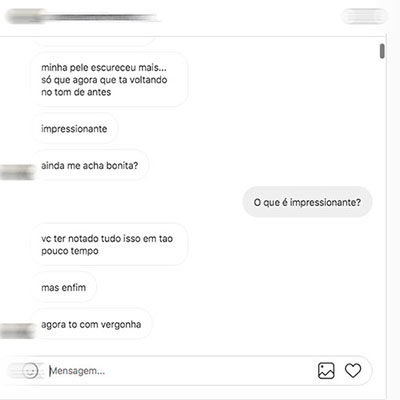 minha pele escureceu mais...
só que agora que ta voltando
no tom de antes
impressionante
ainda me acha bonita?
O que é impressionante?
vc ter notado tudo isso em tao
pouco tempo
mas enfim
agora to com vergonha
Mensagem...